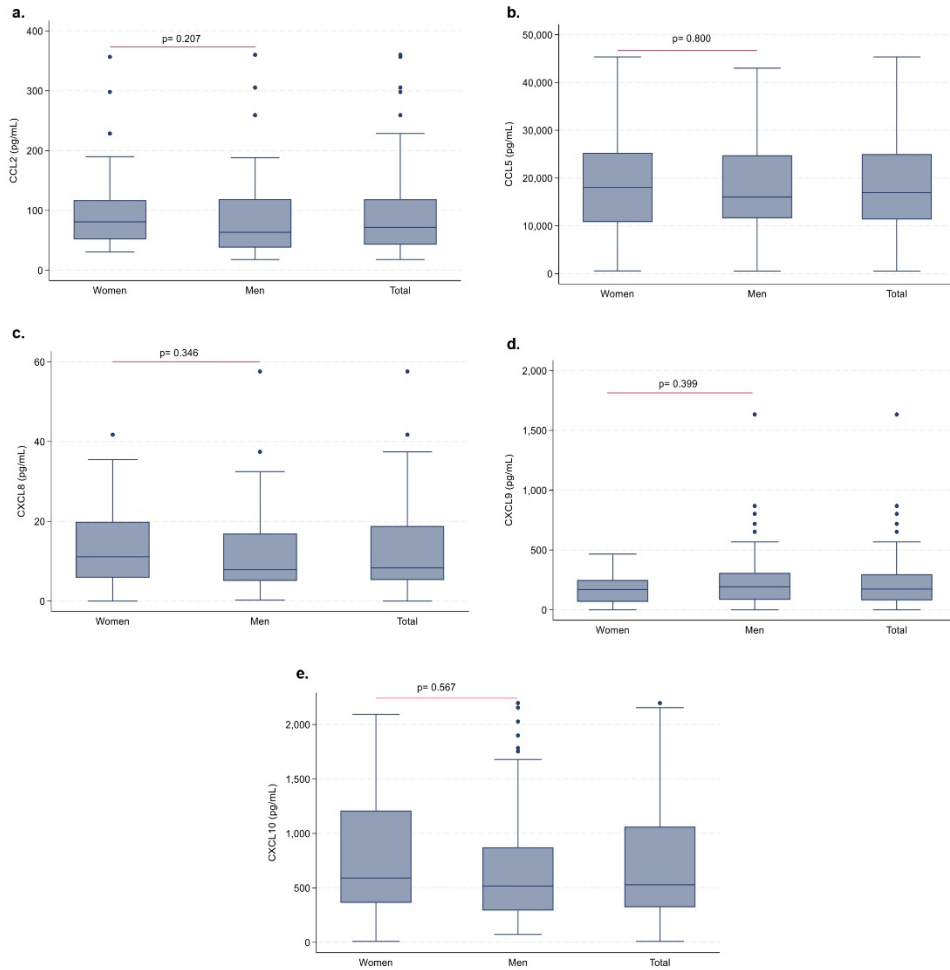 a.
p= 0.207
400
300
200
100
0
CCL2 (pg/mL)
Women Men Total
b.
p= 0.800
50,000
40,000
30,000
20,000
10,000
0
CCL5 (pg/mL)
Women Men Total
c.
p= 0.346
60
40
20
0
CXCL8 (pg/mL)
Women Men Total
d.
2,000
p= 0.399
1,500
1,000
500
0
CXCL9 (pg/mL)
Women Men Total
e.
p= 0.567
2,000
1,500
1,000
500
0
CXCL10 (pg/mL)
Women Men Total